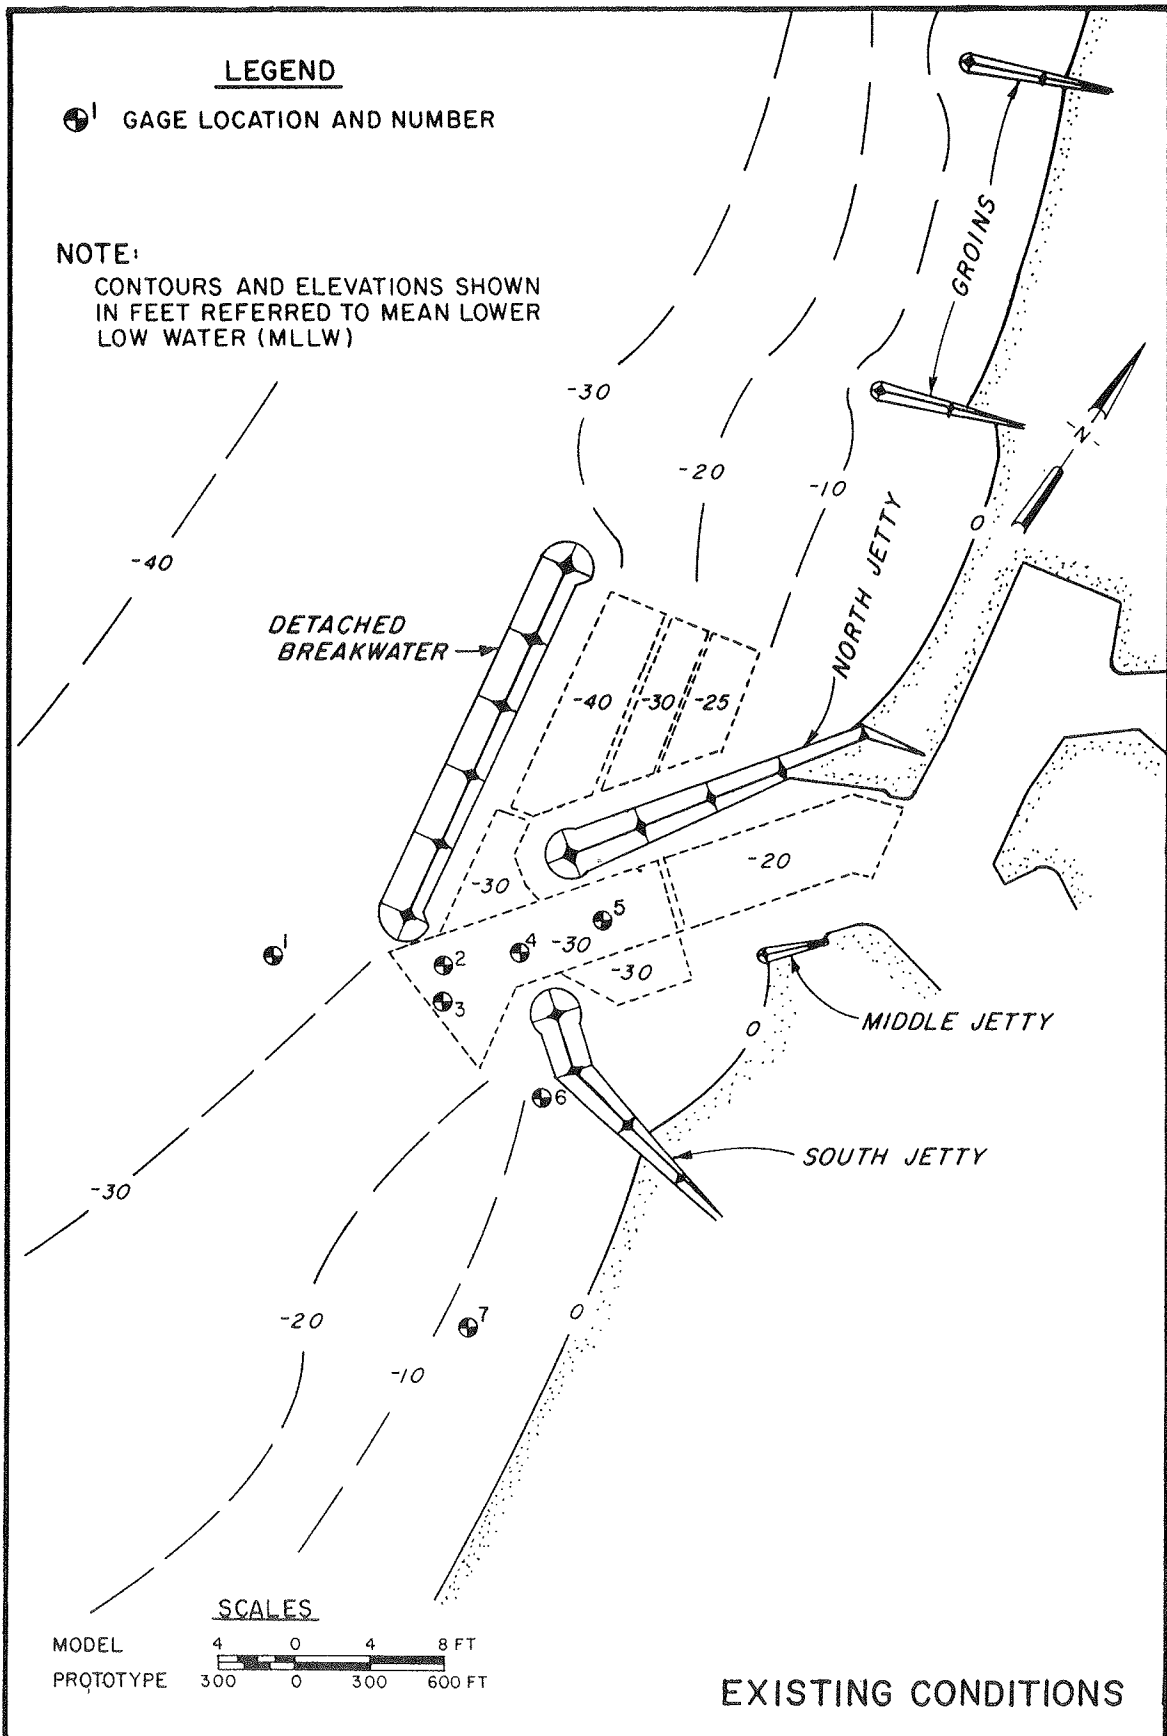 LEGEND
1 GAGE LOCATION AND NUMBER
NOTE:
CONTOURS AND ELEVATIONS SHOWN
IN FEET REFERRED TO MEAN LOWER
LOW WATER (MLLW)
GROINS
-30
-20
-10
-N-
0
-40
NORTH JETTY
DETACHED
BREAKWATER
-40
-30
-25
-20
-30
5
1
2
4
-30
-30
3
0
MIDDLE JETTY
6
SOUTH JETTY
-30
-20
7
0
-10
SCALES
MODEL 4 0 4 8 FT
PROTOTYPE 300 0 300 600 FT
EXISTING CONDITIONS